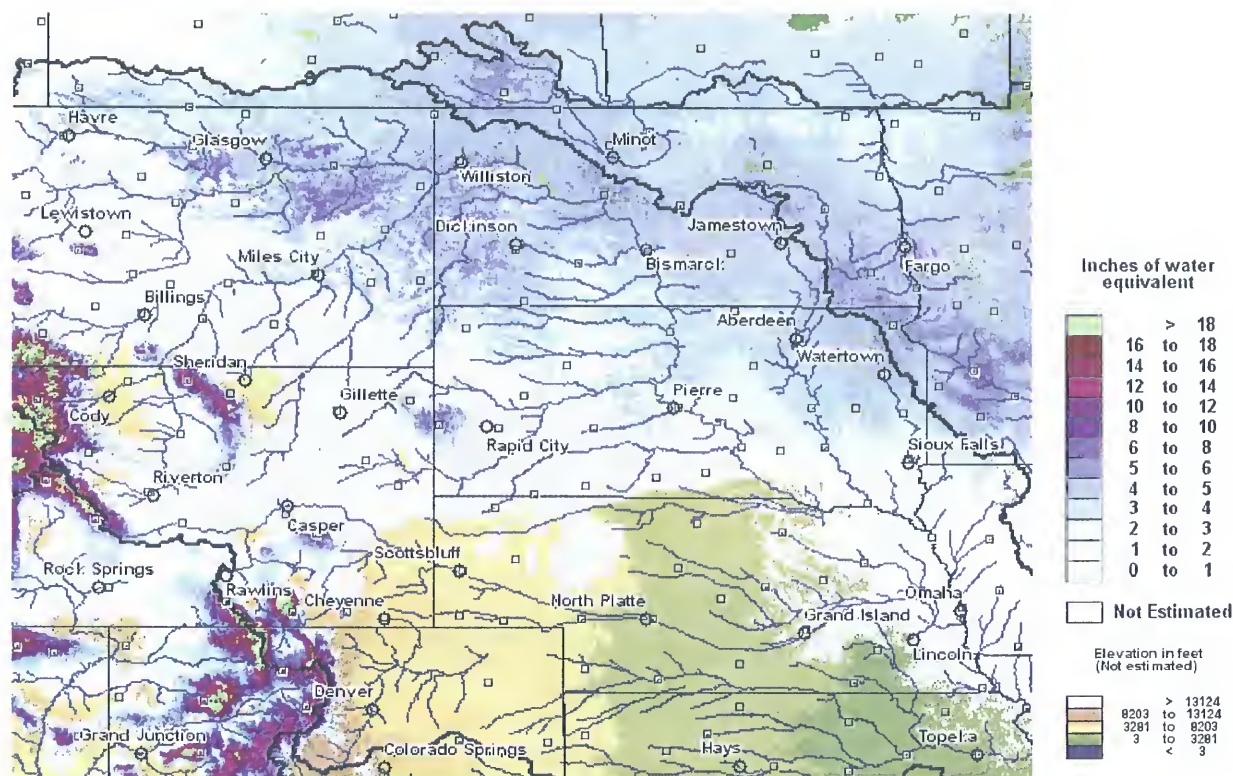 Havre
Glasgow
Minot
Williston
Lewistown
Dickinson
Jamestown
Miles City
Bismarck
Fargo
Billings
Aberdeen
Sheridan
Watertown
Cody
Gillette
Pierre
Rapid City
Sioux Falls
Riverton
Casper
Scottsbluff
Rock Springs
Rawlins
Cheyenne
North Platte
Omaha
Grand Island
Lincoln
Denver
Grand Junction
Colorado Springs
Hays
Topeka
Inches of water
equivalent
> 18
16 to 18
14 to 16
12 to 14
10 to 12
8 to 10
6 to 8
5 to 6
4 to 5
3 to 4
2 to 3
1 to 2
0 to 1
Not Estimated
Elevation in feet
(Not estimated)
> 13124
8203 to 13124
3281 to 8203
3 to 3281
< 3